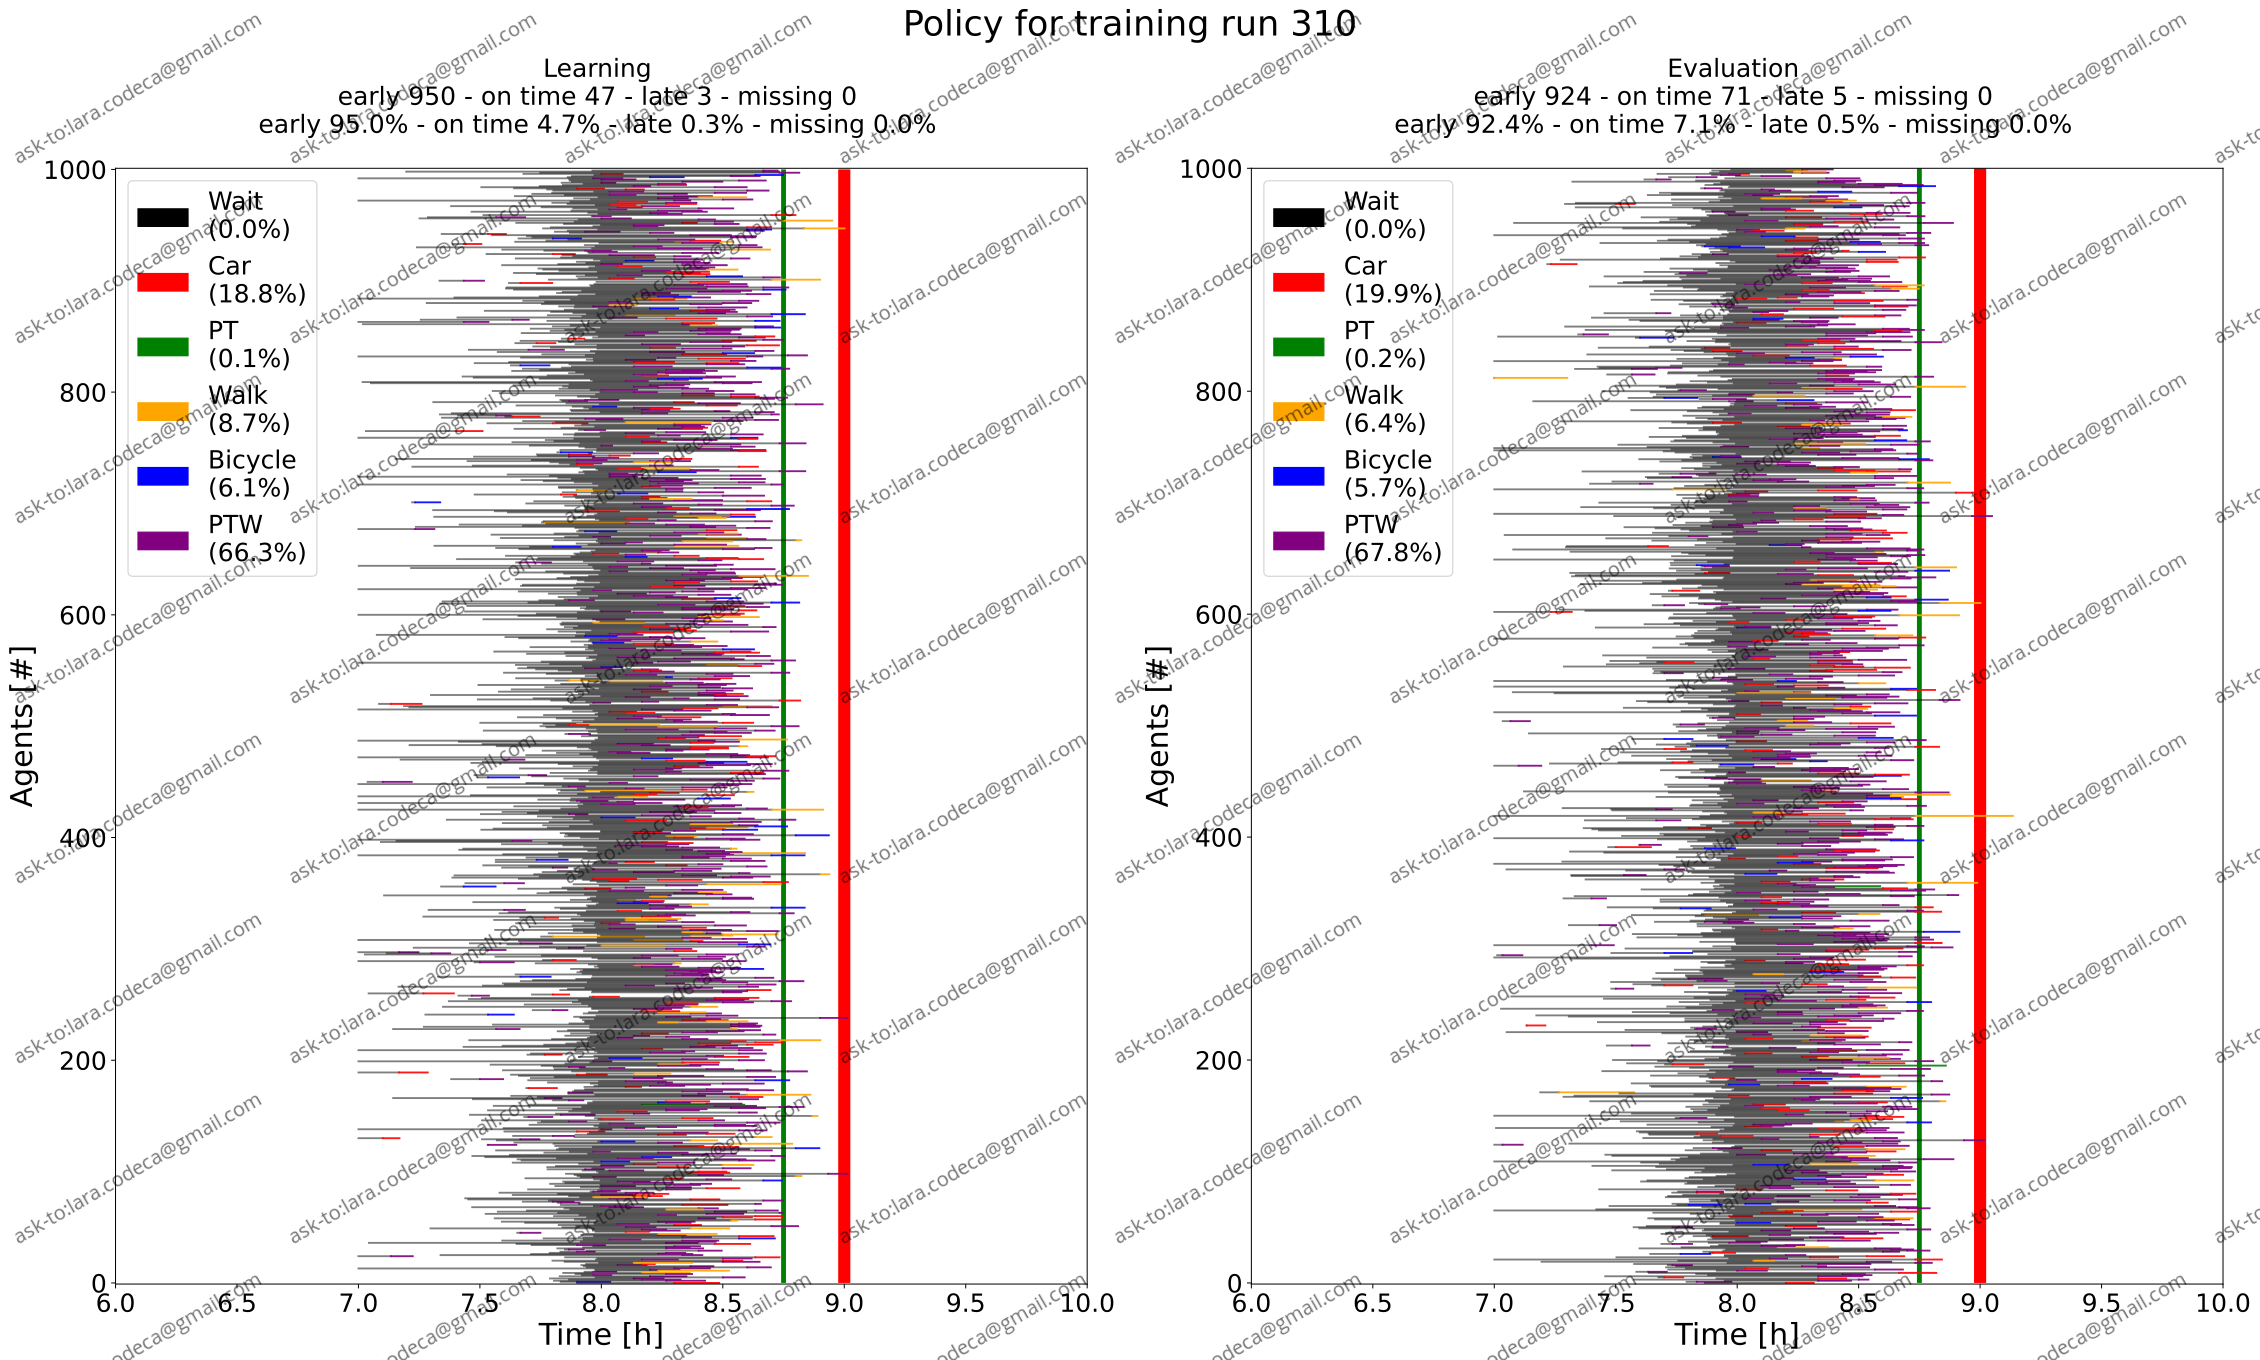 Policy for training run 310
Learning
early 950 - on time 47 - late 3 - missing 0
early 95.0% - on time 4.7% - late 0.3% - missing 0.0%
Wait
(0.0%)
Car
(18.8%)
PT
(0.1%)
Walk
(8.7%)
Bicycle
(6.1%)
PTW
(66.3%)
1000
800
600
400
200
0
Agents [#]
6.0 6.5 7.0 7.5 8.0 8.5 9.0 9.5 10.0
Time [h]
Evaluation
early 924 - on time 71 - late 5 - missing 0
early 92.4% - on time 7.1% - late 0.5% - missing 0.0%
Wait
(0.0%)
Car
(19.9%)
PT
(0.2%)
Walk
(6.4%)
Bicycle
(5.7%)
PTW
(67.8%)
1000
800
600
400
200
0
Agents [#]
6.0 6.5 7.0 7.5 8.0 8.5 9.0 9.5 10.0
Time [h]
ask-to:lara.codeca@gmail.com